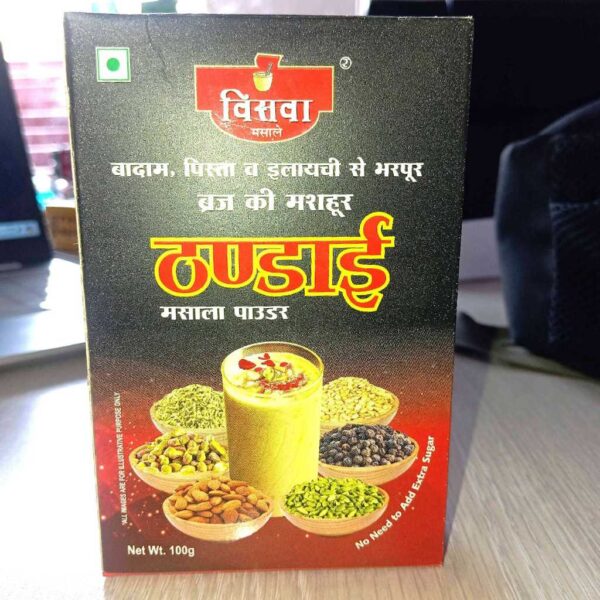 विसवा
मसाले
®
बादाम, पिस्ता व इलायची से भरपूर
ब्रज की मशहूर
ठण्डाई
मसाला पाउडर
*ALL IMAGES ARE FOR ILLUSTRATIVE PURPOSE ONLY
No Need to Add Extra Sugar
Net Wt. 100g